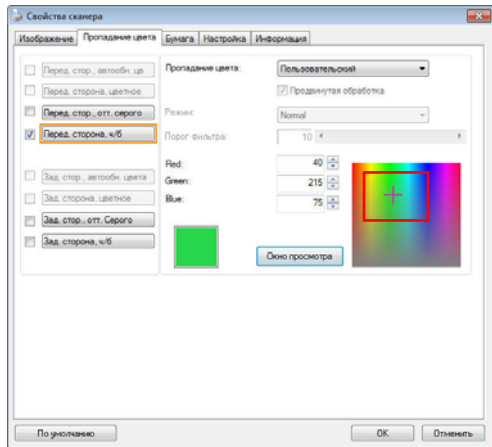 Свойства сканера
Изображение Пропадание цвета Бумага Настройка Информация
Перед. стор., автообн. цв
Перед. сторона, цветное
Перед. стор., отт. серого
Перед. сторона, ч/б
Зад. стор., автообн. цвета
Зад. сторона, цветное
Зад. стор., отт. Серого
Зад. сторона, ч/б
Пропадание цвета: Пользовательский
Продвинутая обработка
Режим: Normal
Порог фильтра: 10
Red: 40
Green: 215
Blue: 75
Окно просмотра
По умолчанию OK Отменить